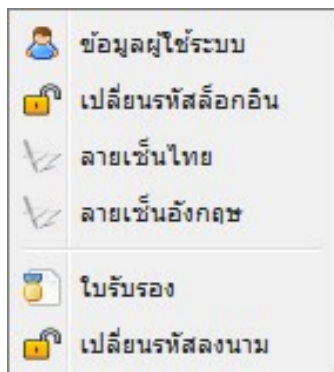 ข้อมูลผู้ใช้ระบบ
เปลี่ยนรหัสล็อกอิน
ลายเซ็นไทย
ลายเซ็นอังกฤษ
ใบรับรอง
เปลี่ยนรหัสลงนาม